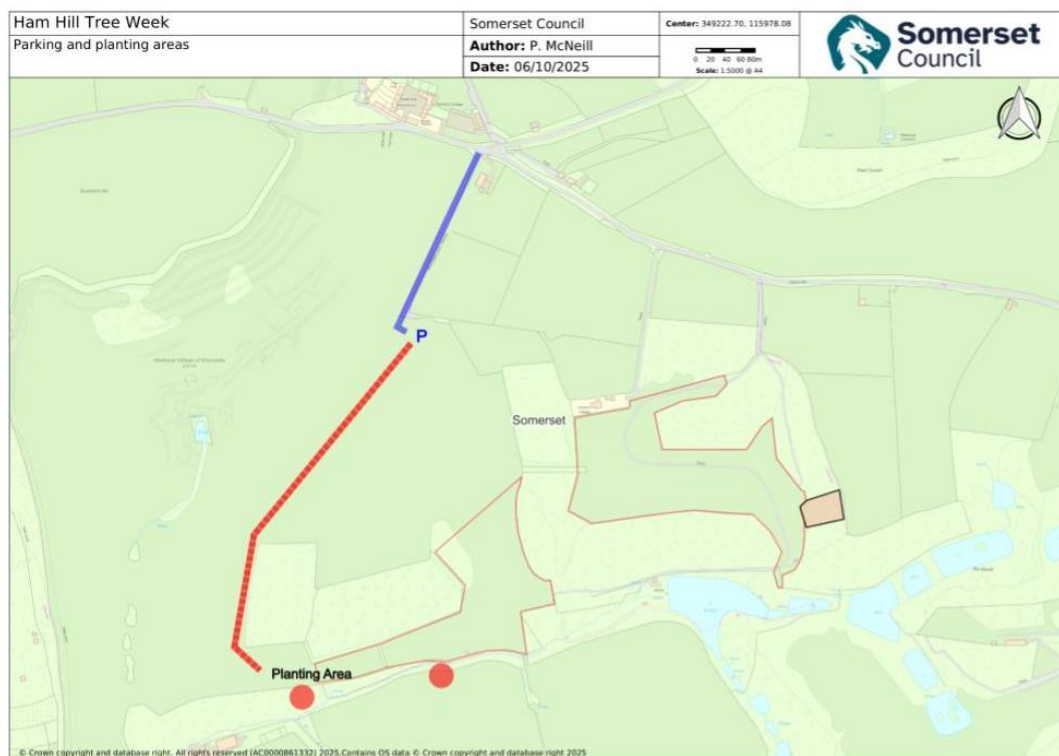 Ham Hill Tree Week
Parking and planting areas
Somerset Council
Author: P. McNeill
Date: 06/10/2025
Center: 349222.70, 115978.08
0 20 40 60 80m
Scale: 1:5000 @ A4
Somerset
Council
P
Somerset
Planting Area
© Crown copyright and database right. All rights reserved (AC0000861332) 2025.Contains OS data © Crown copyright and database right 2025